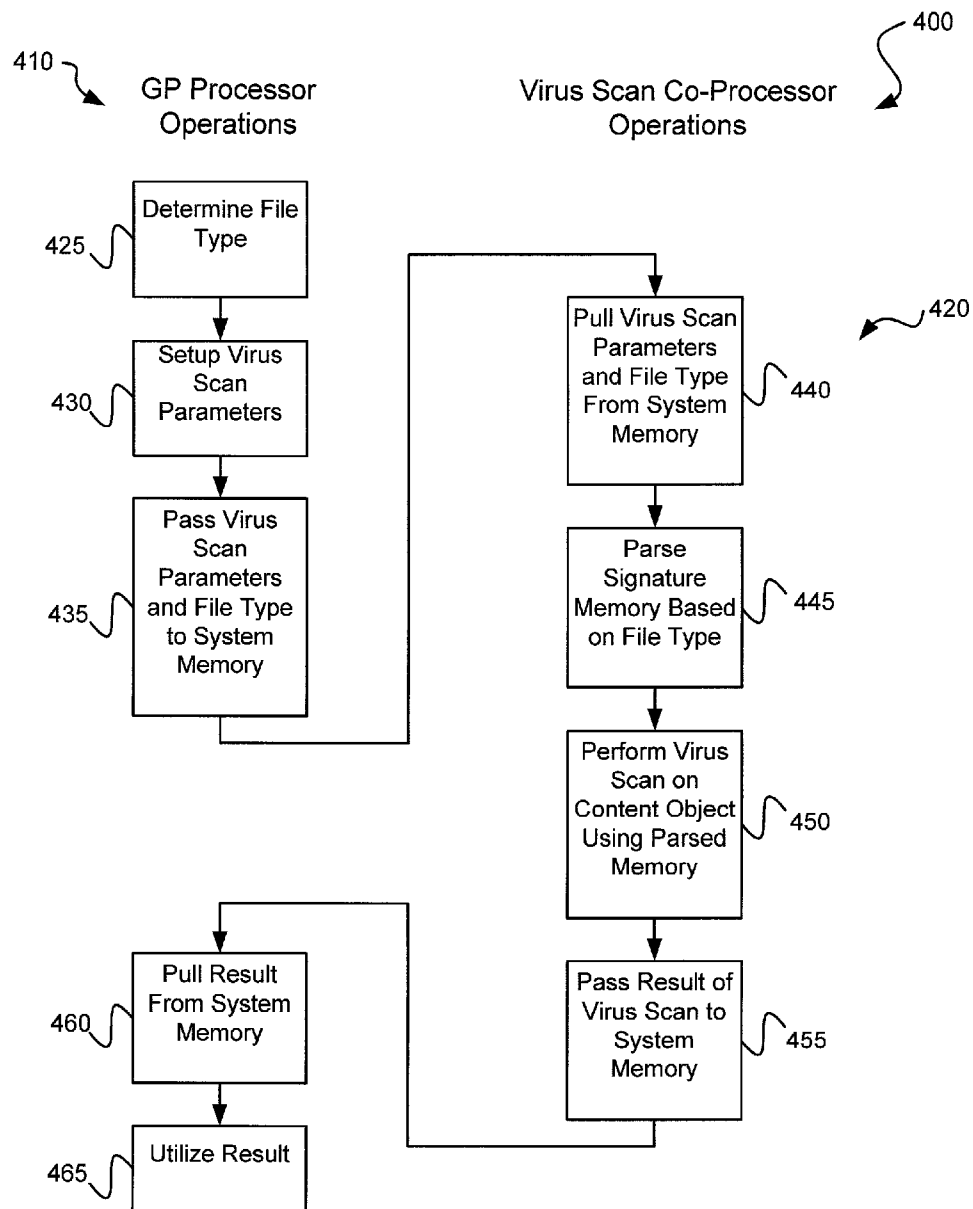 400
410
GP Processor
Operations
Virus Scan Co-Processor
Operations
Determine File
Type
425
Setup Virus
Scan
Parameters
430
Pass Virus
Scan
Parameters
and File Type
to System
Memory
435
420
Pull Virus Scan
Parameters
and File Type
From System
Memory
440
Parse
Signature
Memory Based
on File Type
445
Perform Virus
Scan on
Content Object
Using Parsed
Memory
450
Pass Result of
Virus Scan to
System
Memory
455
Pull Result
From System
Memory
460
Utilize Result
465